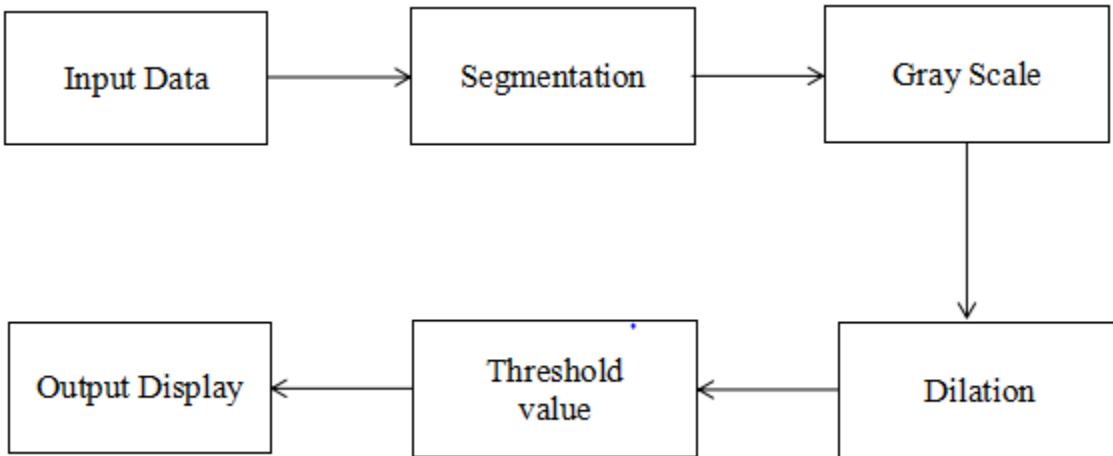 Input Data
Segmentation
Gray Scale
Output Display
Threshold
value
Dilation